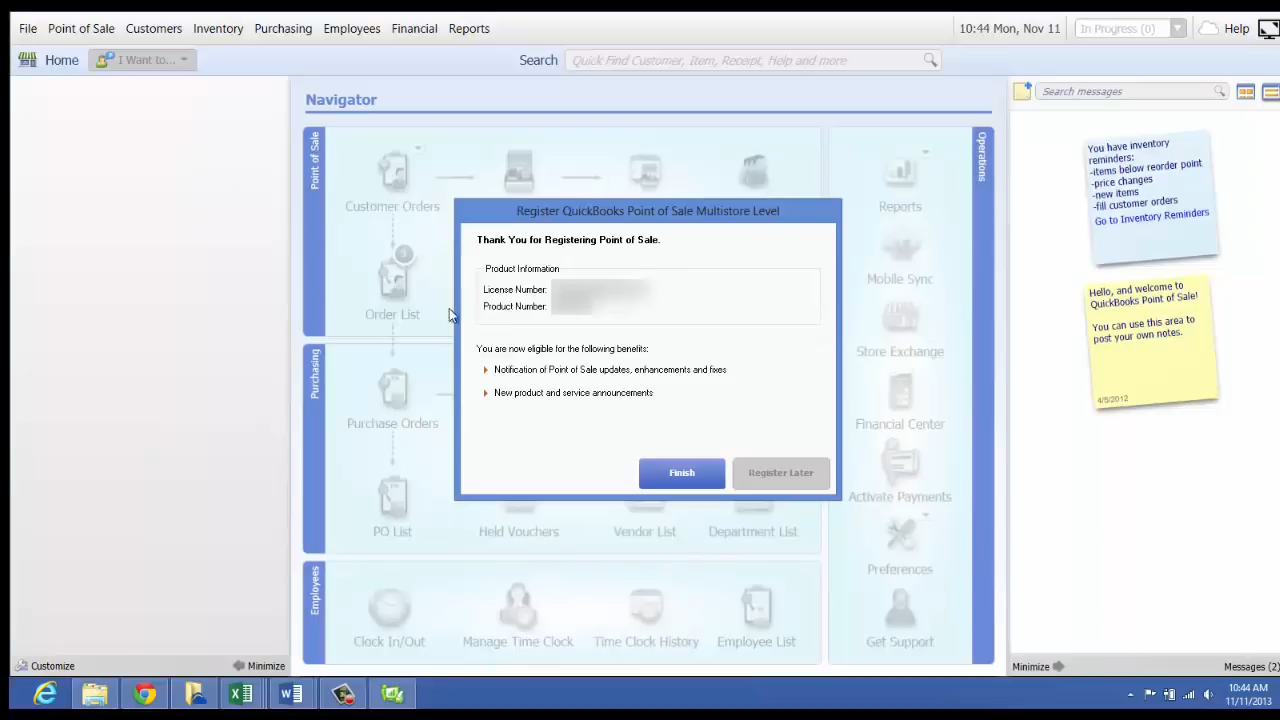 File Point of Sale Customers Inventory Purchasing Employees Financial Reports 10:44 Mon, Nov 11 In Progress (0) Help
Home I Want to... Search Quick Find Customer, Item, Receipt, Help and more
Navigator
Search messages
Point of Sale
Customer Orders
Order List
Purchasing
Purchase Orders
PO List
Held Vouchers
Vendor List
Department List
Employees
Clock In/Out
Manage Time Clock
Time Clock History
Employee List
Operations
Reports
Mobile Sync
Store Exchange
Financial Center
Activate Payments
Preferences
Get Support
Register QuickBooks Point of Sale Multistore Level
Thank You for Registering Point of Sale.
Product Information
License Number:
Product Number:
You are now eligible for the following benefits:
Notification of Point of Sale updates, enhancements and fixes
New product and service announcements
Finish Register Later
You have inventory
reminders:
-items below reorder point
-price changes
-new items
-fill customer orders
Go to Inventory Reminders
Hello, and welcome to
QuickBooks Point of Sale!
You can use this area to
post your own notes.
4/5/2012
Customize Minimize Minimize Messages (2)
10:44 AM
11/11/2013